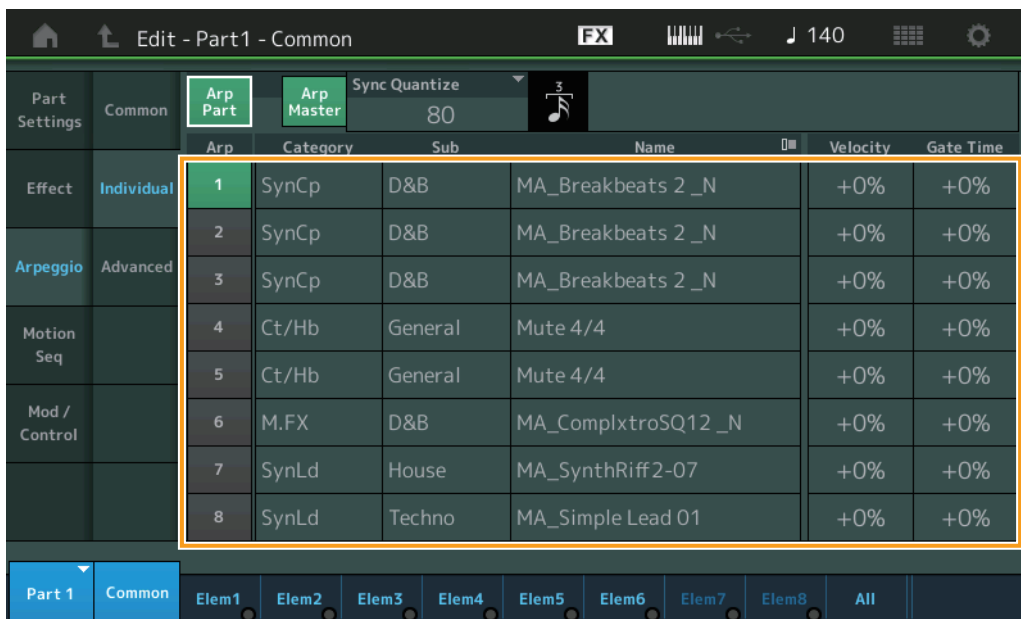 Edit - Part1 - Common FX ♩ 140
Part Settings
Common
Arp Part
Arp Master
Sync Quantize
80
3
Arp Category Sub Name Velocity Gate Time
Effect
Individual
Arpeggio
Advanced
Motion Seq
Mod / Control
1 SynCp D&B MA_Breakbeats 2 _N +0% +0%
2 SynCp D&B MA_Breakbeats 2 _N +0% +0%
3 SynCp D&B MA_Breakbeats 2 _N +0% +0%
4 Ct/Hb General Mute 4/4 +0% +0%
5 Ct/Hb General Mute 4/4 +0% +0%
6 M.FX D&B MA_ComplxtroSQ12 _N +0% +0%
7 SynLd House MA_SynthRiff2-07 +0% +0%
8 SynLd Techno MA_Simple Lead 01 +0% +0%
Part 1 Common Elem1 Elem2 Elem3 Elem4 Elem5 Elem6 Elem7 Elem8 All